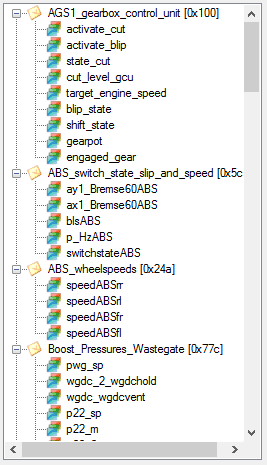 AGS1_gearbox_control_unit [0x100]
activate_cut
activate_blip
state_cut
cut_level_gcu
target_engine_speed
blip_state
shift_state
gearpot
engaged_gear
ABS_switch_state_slip_and_speed [0x5c
ay1_Bremse60ABS
ax1_Bremse60ABS
blsABS
p_HzABS
switchstateABS
ABS_wheelspeeds [0x24a]
speedABSrr
speedABSrl
speedABSfr
speedABSfl
Boost_Pressures_Wastegate [0x77c]
pwg_sp
wgdc_2_wgdchold
wgdc_wgdcvent
p22_sp
p22_m